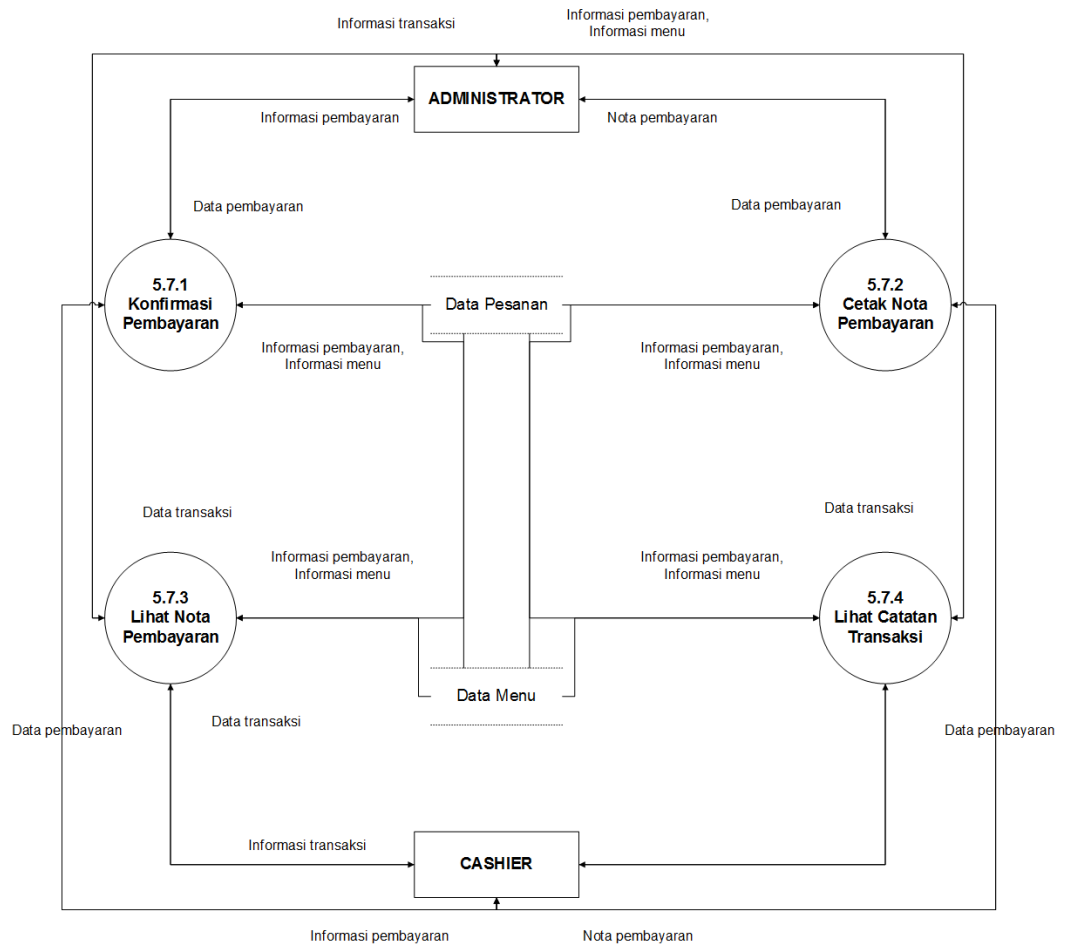 Informasi transaksi
Informasi pembayaran,
Informasi menu
ADMINISTRATOR
Informasi pembayaran
Nota pembayaran
Data pembayaran
Data pembayaran
5.7.1
Konfirmasi
Pembayaran
Data Pesanan
5.7.2
Cetak Nota
Pembayaran
Informasi pembayaran,
Informasi menu
Informasi pembayaran,
Informasi menu
Data transaksi
Data transaksi
Informasi pembayaran,
Informasi menu
Informasi pembayaran,
Informasi menu
5.7.3
Lihat Nota
Pembayaran
5.7.4
Lihat Catatan
Transaksi
Data Menu
Data transaksi
Data pembayaran
Data pembayaran
Informasi transaksi
CASHIER
Informasi pembayaran
Nota pembayaran